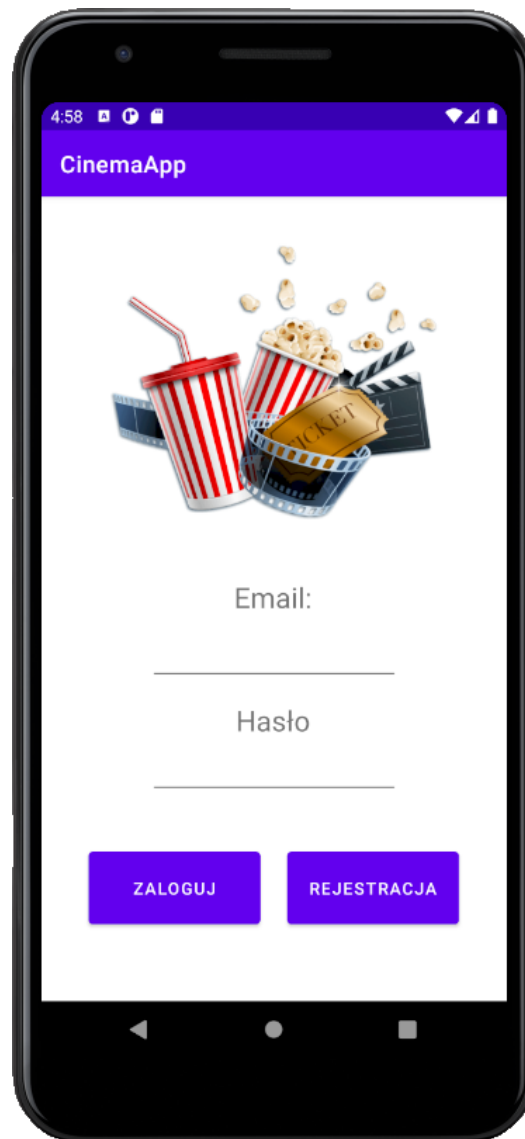 4:58
CinemaApp
TICKET
Email:
Hasło
ZALOGUJ
REJESTRACJA